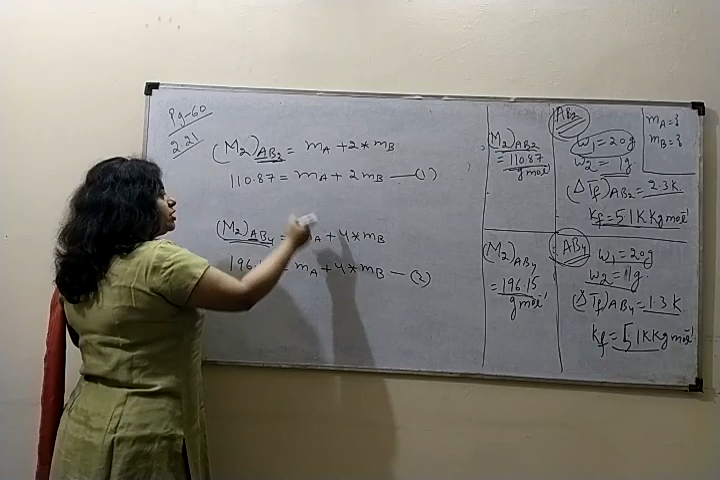 Pg-60
2.21
(M2)AB2 = mA + 2*mB
110.87 = mA + 2mB — (1)
(M2)AB4 = A + 4*mB
196.1 = mA + 4*mB — (2)
(M2)AB2
= 110.87
g mol⁻¹
(M2)AB4
= 196.15
g mol⁻¹
AB2
w1 = 20g
w2 = 1g
(ΔTf)AB2 = 2.3 K
Kf = 5.1 K Kg mol⁻¹
mA = }
mB = }
AB4
w1 = 20g
w2 = 1g
(ΔTf)AB4 = 1.3 K
Kf = 5.1 K Kg mol⁻¹